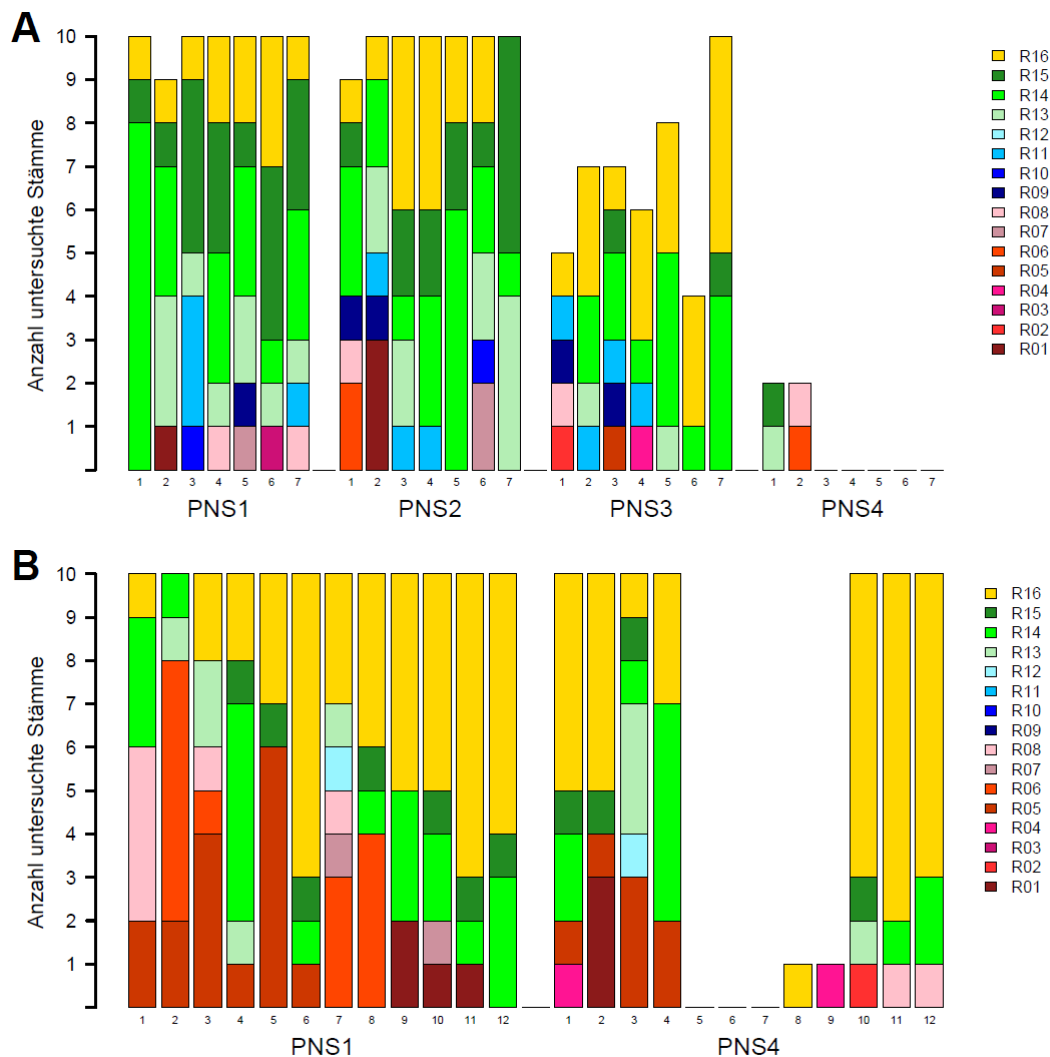 A
Anzahl untersuchte Stämme
10
9
8
7
6
5
4
3
2
1
1 2 3 4 5 6 7 1 2 3 4 5 6 7 1 2 3 4 5 6 7 1 2 3 4 5 6 7
PNS1 PNS2 PNS3 PNS4
R16
R15
R14
R13
R12
R11
R10
R09
R08
R07
R06
R05
R04
R03
R02
R01
B
Anzahl untersuchte Stämme
10
9
8
7
6
5
4
3
2
1
1 2 3 4 5 6 7 8 9 10 11 12 1 2 3 4 5 6 7 8 9 10 11 12
PNS1 PNS4
R16
R15
R14
R13
R12
R11
R10
R09
R08
R07
R06
R05
R04
R03
R02
R01